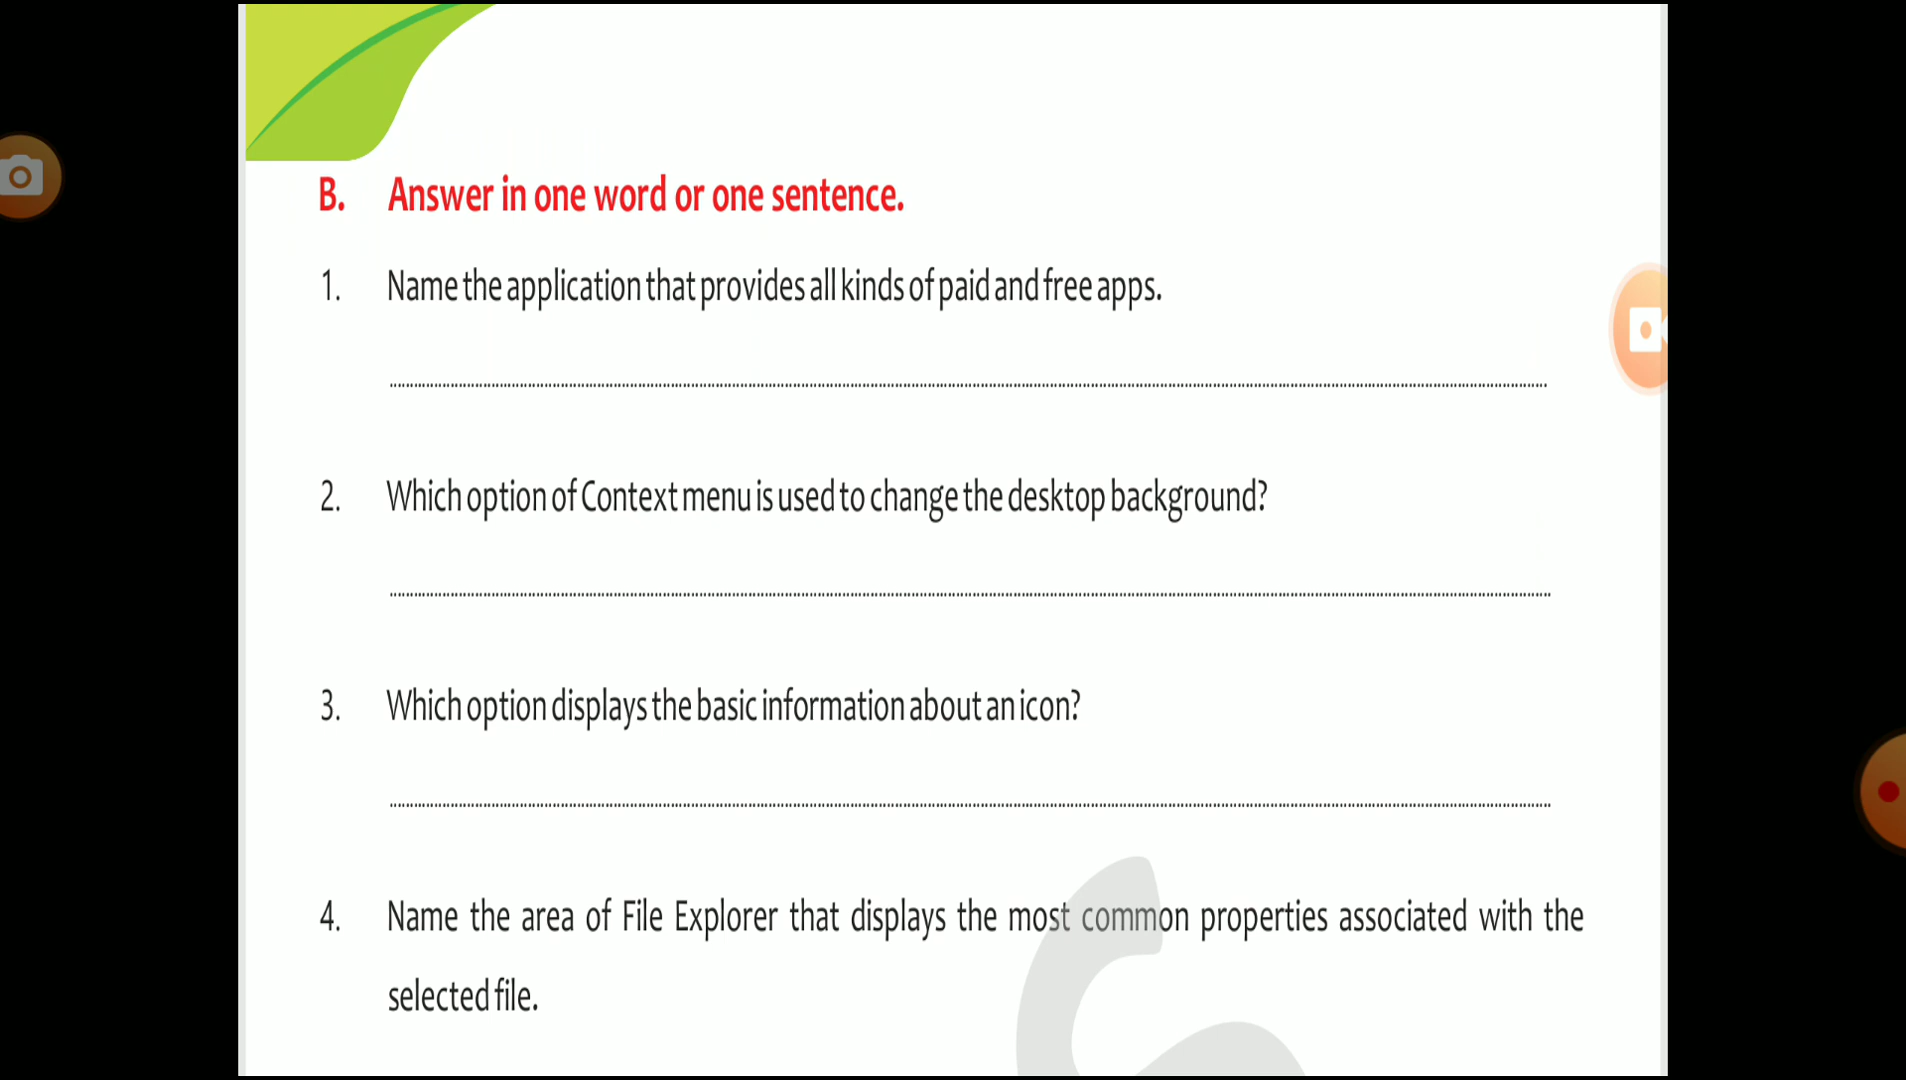 B. Answer in one word or one sentence.
1. Name the application that provides all kinds of paid and free apps.
2. Which option of Context menu is used to change the desktop background?
3. Which option displays the basic information about an icon?
4. Name the area of File Explorer that displays the most common properties associated with the
selected file.